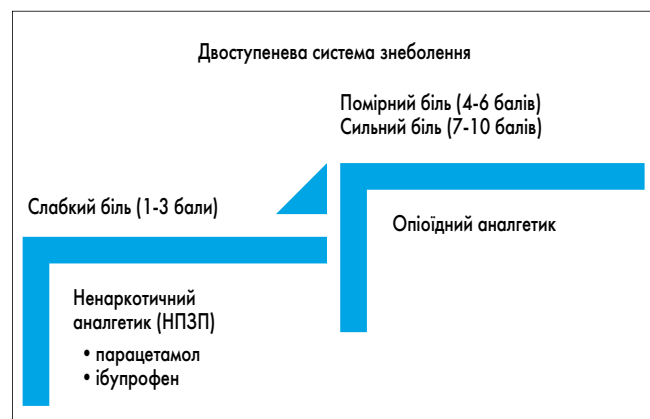 Двоступенева система знеболення
Помірний біль (4-6 балів)
Сильний біль (7-10 балів)
Слабкий біль (1-3 бали)
Опіоїдний аналгетик
Ненаркотичний
аналгетик (НПЗП)
• парацетамол
• ібупрофен